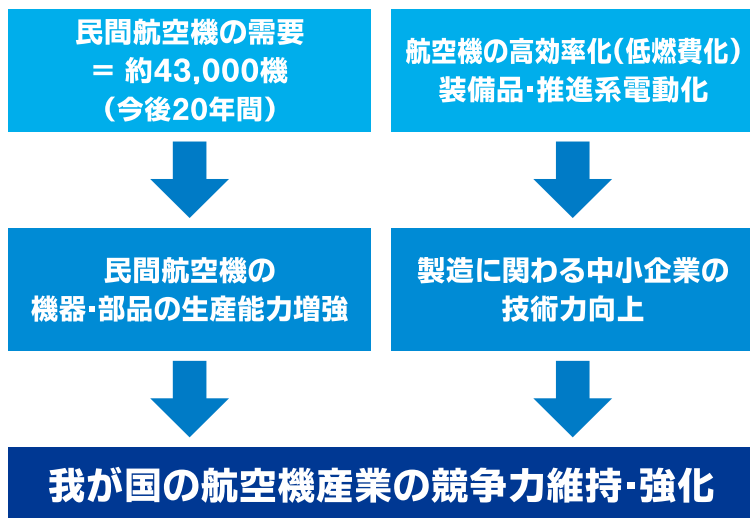 民間航空機の需要
= 約43,000機
(今後20年間)
航空機の高効率化(低燃費化)
装備品・推進系電動化
民間航空機の
機器・部品の生産能力増強
製造に関わる中小企業の
技術力向上
我が国の航空機産業の競争力維持・強化